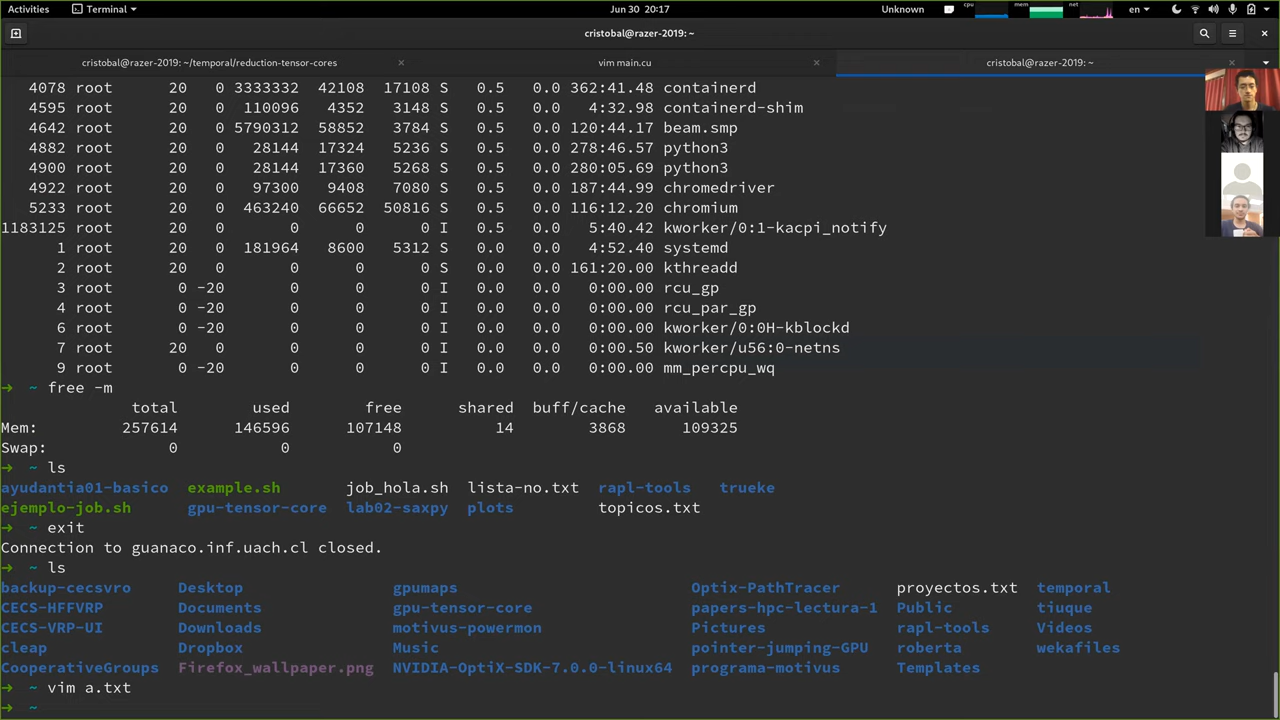 Activities Terminal Jun 30 20:17 Unknown cpu mem net en
cristobal@razer-2019: ~
cristobal@razer-2019: ~/temporal/reduction-tensor-cores × vim main.cu × cristobal@razer-2019: ~ ×
4078 root 20 0 3333332 42108 17108 S 0.5 0.0 362:41.48 containerd
4595 root 20 0 110096 4352 3148 S 0.5 0.0 4:32.98 containerd-shim
4642 root 20 0 5790312 58852 3784 S 0.5 0.0 120:44.17 beam.smp
4882 root 20 0 28144 17324 5236 S 0.5 0.0 278:46.57 python3
4900 root 20 0 28144 17360 5268 S 0.5 0.0 280:05.69 python3
4922 root 20 0 97300 9408 7080 S 0.5 0.0 187:44.99 chromedriver
5233 root 20 0 463240 66652 50816 S 0.5 0.0 116:12.20 chromium
1183125 root 20 0 0 0 0 I 0.5 0.0 5:40.42 kworker/0:1-kacpi_notify
1 root 20 0 181964 8600 5312 S 0.0 0.0 4:52.40 systemd
2 root 20 0 0 0 0 S 0.0 0.0 161:20.00 kthreadd
3 root 0 -20 0 0 0 I 0.0 0.0 0:00.00 rcu_gp
4 root 0 -20 0 0 0 I 0.0 0.0 0:00.00 rcu_par_gp
6 root 0 -20 0 0 0 I 0.0 0.0 0:00.00 kworker/0:0H-kblockd
7 root 20 0 0 0 0 I 0.0 0.0 0:00.50 kworker/u56:0-netns
9 root 0 -20 0 0 0 I 0.0 0.0 0:00.00 mm_percpu_wq
→ ~ free -m
total used free shared buff/cache available
Mem: 257614 146596 107148 14 3868 109325
Swap: 0 0 0
→ ~ ls
ayudantia01-basico example.sh job_hola.sh lista-no.txt rapl-tools trueke
ejemplo-job.sh gpu-tensor-core lab02-saxpy plots topicos.txt
→ ~ exit
Connection to guanaco.inf.uach.cl closed.
→ ~ ls
backup-cecsvro Desktop gpumaps Optix-PathTracer proyectos.txt temporal
CECS-HFFVRP Documents gpu-tensor-core papers-hpc-lectura-1 Public tiuque
CECS-VRP-UI Downloads motivus-powermon Pictures rapl-tools Videos
cleap Dropbox Music pointer-jumping-GPU roberta wekafiles
CooperativeGroups Firefox_wallpaper.png NVIDIA-OptiX-SDK-7.0.0-linux64 programa-motivus Templates
→ ~ vim a.txt
→ ~